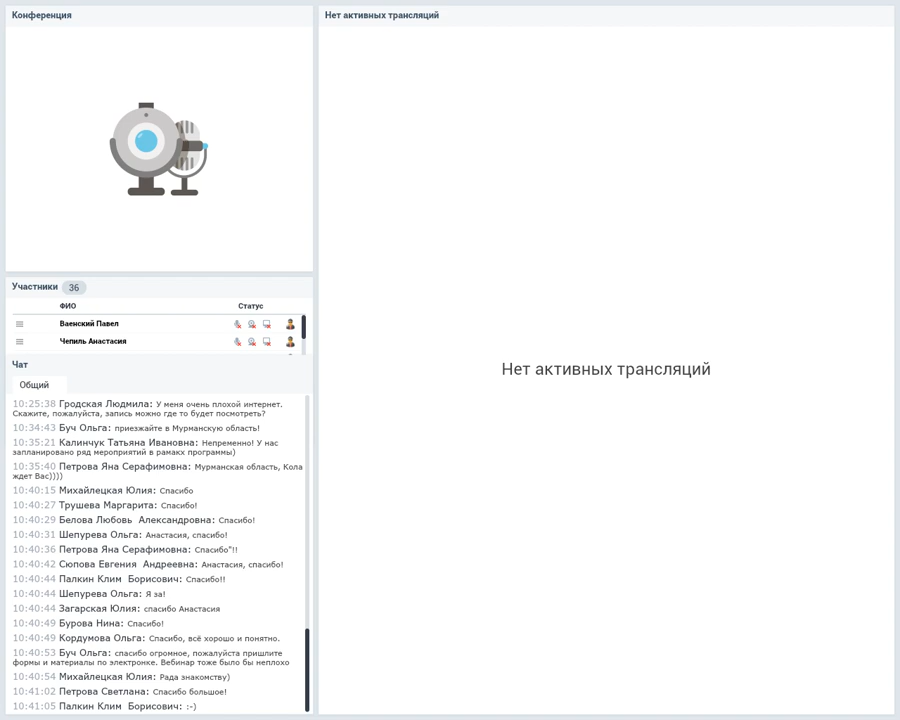 Конференция
Нет активных трансляций
Участники 36
ФИО Статус
Ваенский Павел
Чепиль Анастасия
Чат
Общий
10:25:38 Гродская Людмила: У меня очень плохой интернет.
Скажите, пожалуйста, запись можно где то будет посмотреть?
10:34:43 Буч Ольга: приезжайте в Мурманскую область!
10:35:21 Калинчук Татьяна Ивановна: Непременно! У нас
запланировано ряд мероприятий в рамакх программы)
10:35:40 Петрова Яна Серафимовна: Мурманская область, Кола
ждет Вас))))
10:40:15 Михайлецкая Юлия: Спасибо
10:40:27 Трушева Маргарита: Спасибо!
10:40:29 Белова Любовь Александровна: Спасибо!
10:40:31 Шепурева Ольга: Анастасия, спасибо!
10:40:36 Петрова Яна Серафимовна: Спасибо"!!
10:40:42 Сюпова Евгения Андреевна: Анастасия, спасибо!
10:40:44 Палкин Клим Борисович: Спасибо!!
10:40:44 Шепурева Ольга: Я за!
10:40:44 Загарская Юлия: спасибо Анастасия
10:40:49 Бурова Нина: Спасибо!
10:40:49 Кордумова Ольга: Спасибо, всё хорошо и понятно.
10:40:53 Буч Ольга: спасибо огромное, пожалуйста пришлите
формы и материалы по электронке. Вебинар тоже было бы неплохо
10:40:54 Михайлецкая Юлия: Рада знакомству)
10:41:02 Петрова Светлана: Спасибо большое!
10:41:05 Палкин Клим Борисович: :-)
Нет активных трансляций